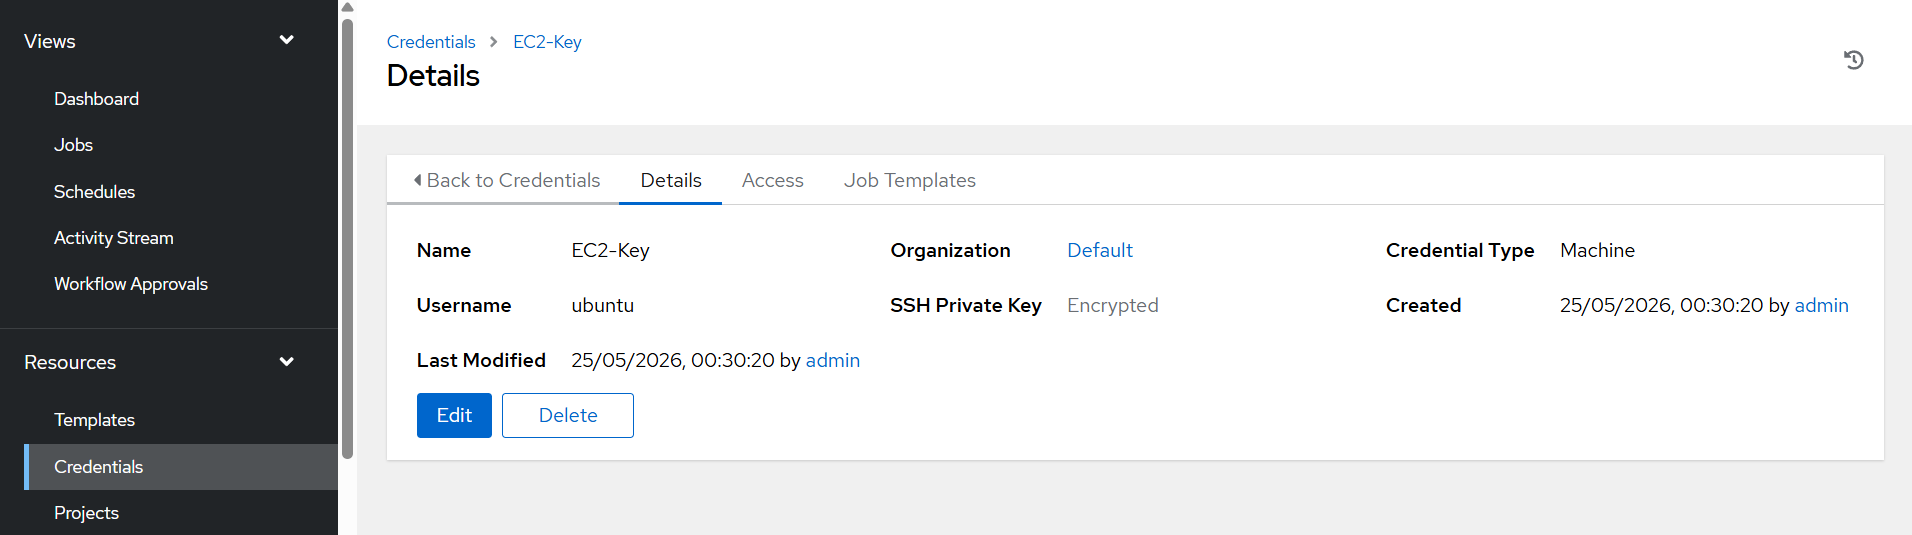 Views
Dashboard
Jobs
Schedules
Activity Stream
Workflow Approvals
Resources
Templates
Credentials
Projects
Credentials EC2-Key
Details
Back to Credentials Details Access Job Templates
Name EC2-Key Organization Default Credential Type Machine
Username ubuntu SSH Private Key Encrypted Created 25/05/2026, 00:30:20 by admin
Last Modified 25/05/2026, 00:30:20 by admin
Edit Delete